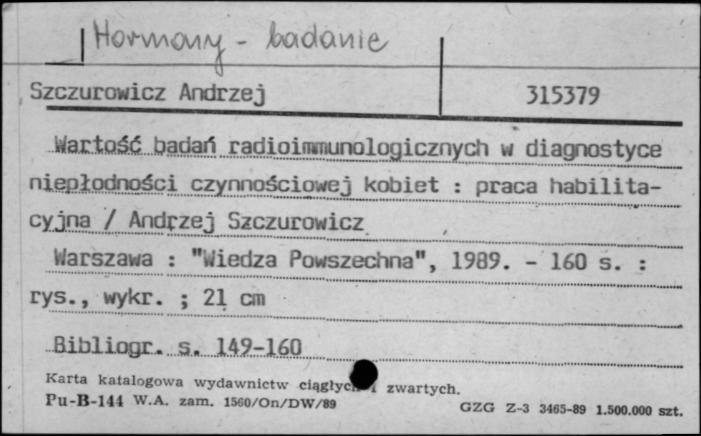 Hormony - badanie
Szczurowicz Andrzej 315379
Wartość badań radioimmunologicznych w diagnostyce
niepłodności czynnościowej kobiet : praca habilita-
cyjna / Andrzej Szczurowicz
Warszawa : "Wiedza Powszechna", 1989. - 160 s. :
rys., wykr. ; 21 cm
Bibliogr. s. 149-160
Karta katalogowa wydawnictw ciągłych i zwartych.
Pu-B-144 W.A. zam. 1560/On/DW/89 GZG Z-3 3465-89 1.500.000 szt.